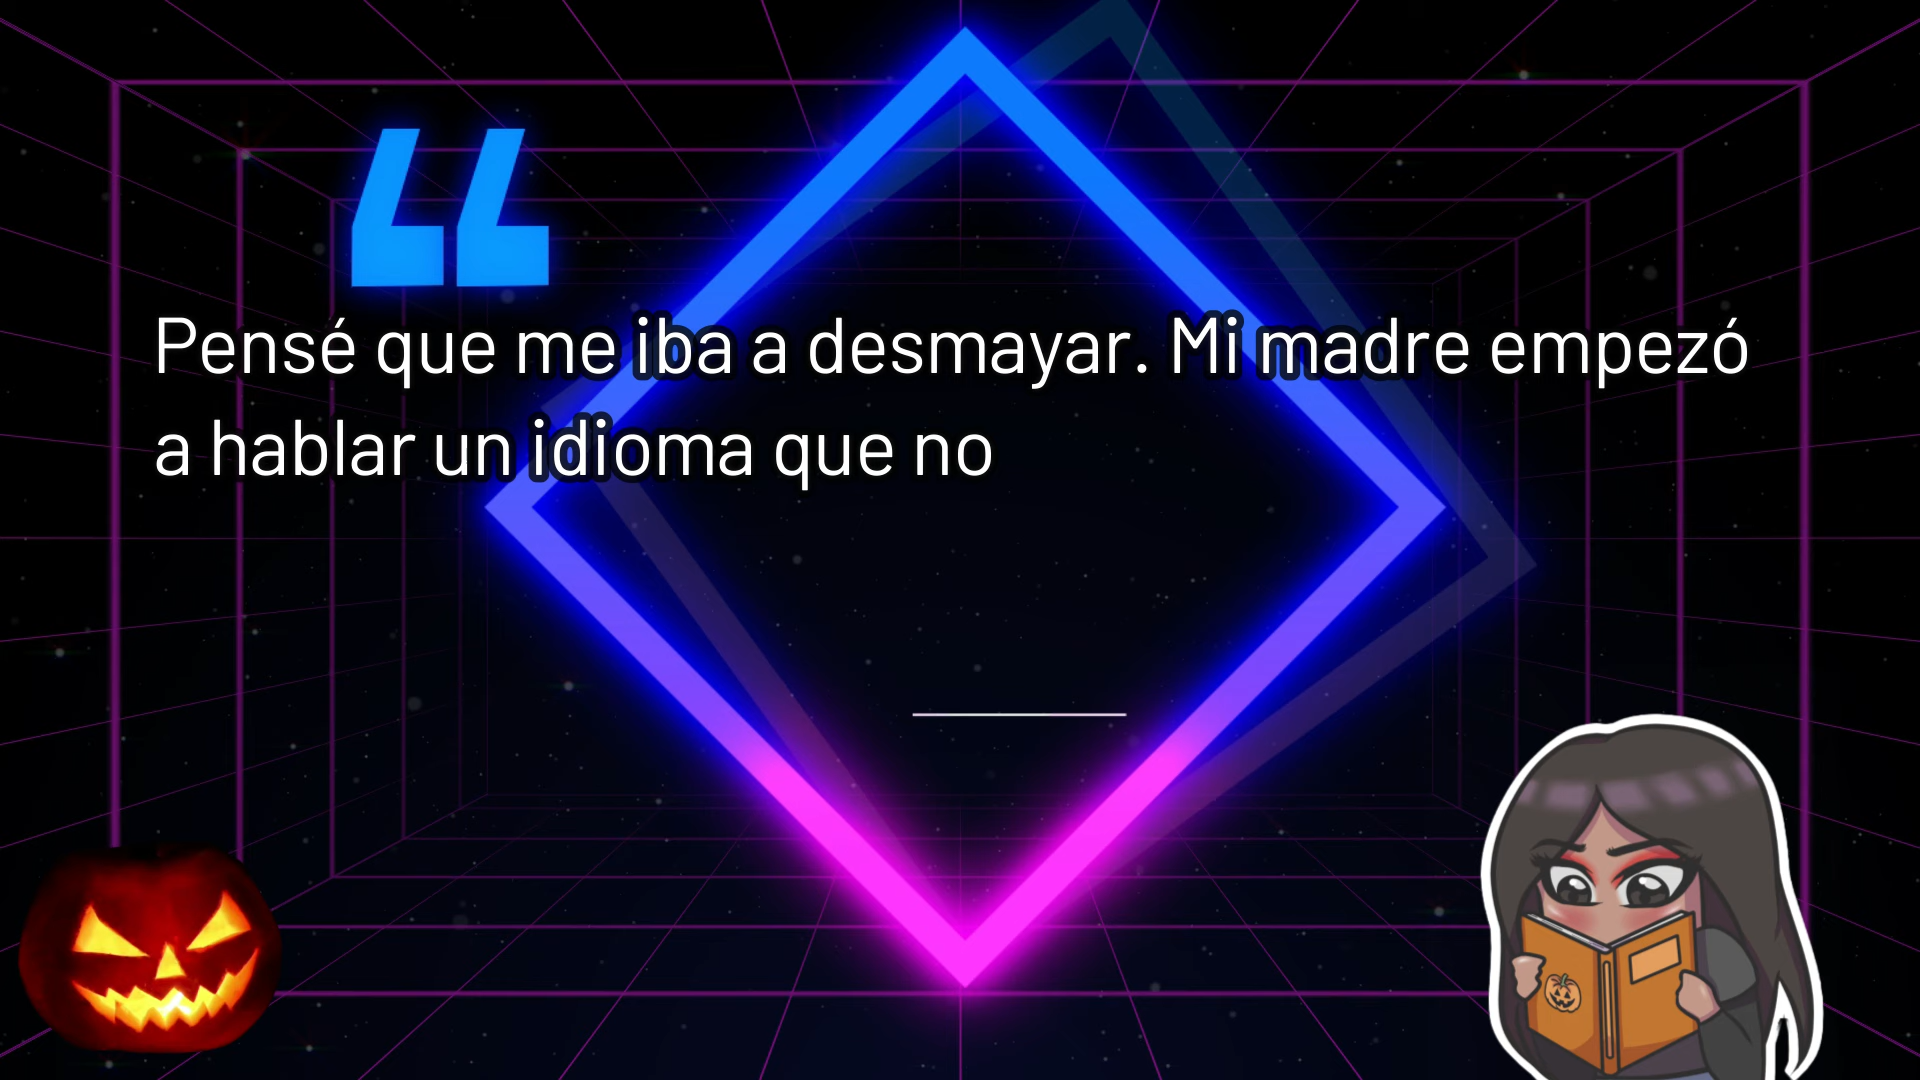 “
Pensé que me iba a desmayar. Mi madre empezó
a hablar un idioma que no